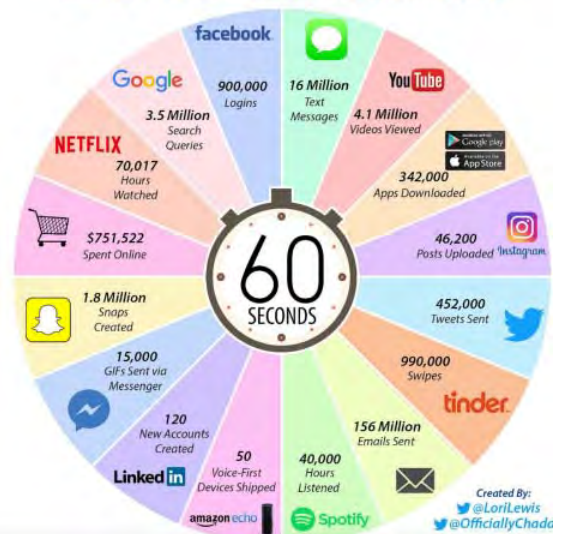 facebook
900,000
Logins
16 Million
Text
Messages
YouTube
4.1 Million
Videos Viewed
Google play
App Store
342,000
Apps Downloaded
46,200
Posts Uploaded
Instagram
452,000
Tweets Sent
990,000
Swipes
tinder
156 Million
Emails Sent
40,000
Hours
Listened
Spotify
50
Voice-First
Devices Shipped
amazon echo
120
New Accounts
Created
Linked in
15,000
GIFs Sent via
Messenger
1.8 Million
Snaps
Created
$751,522
Spent Online
NETFLIX
70,017
Hours
Watched
Google
3.5 Million
Search
Queries
60
SECONDS
Created By:
@LoriLewis
@OfficiallyChadd